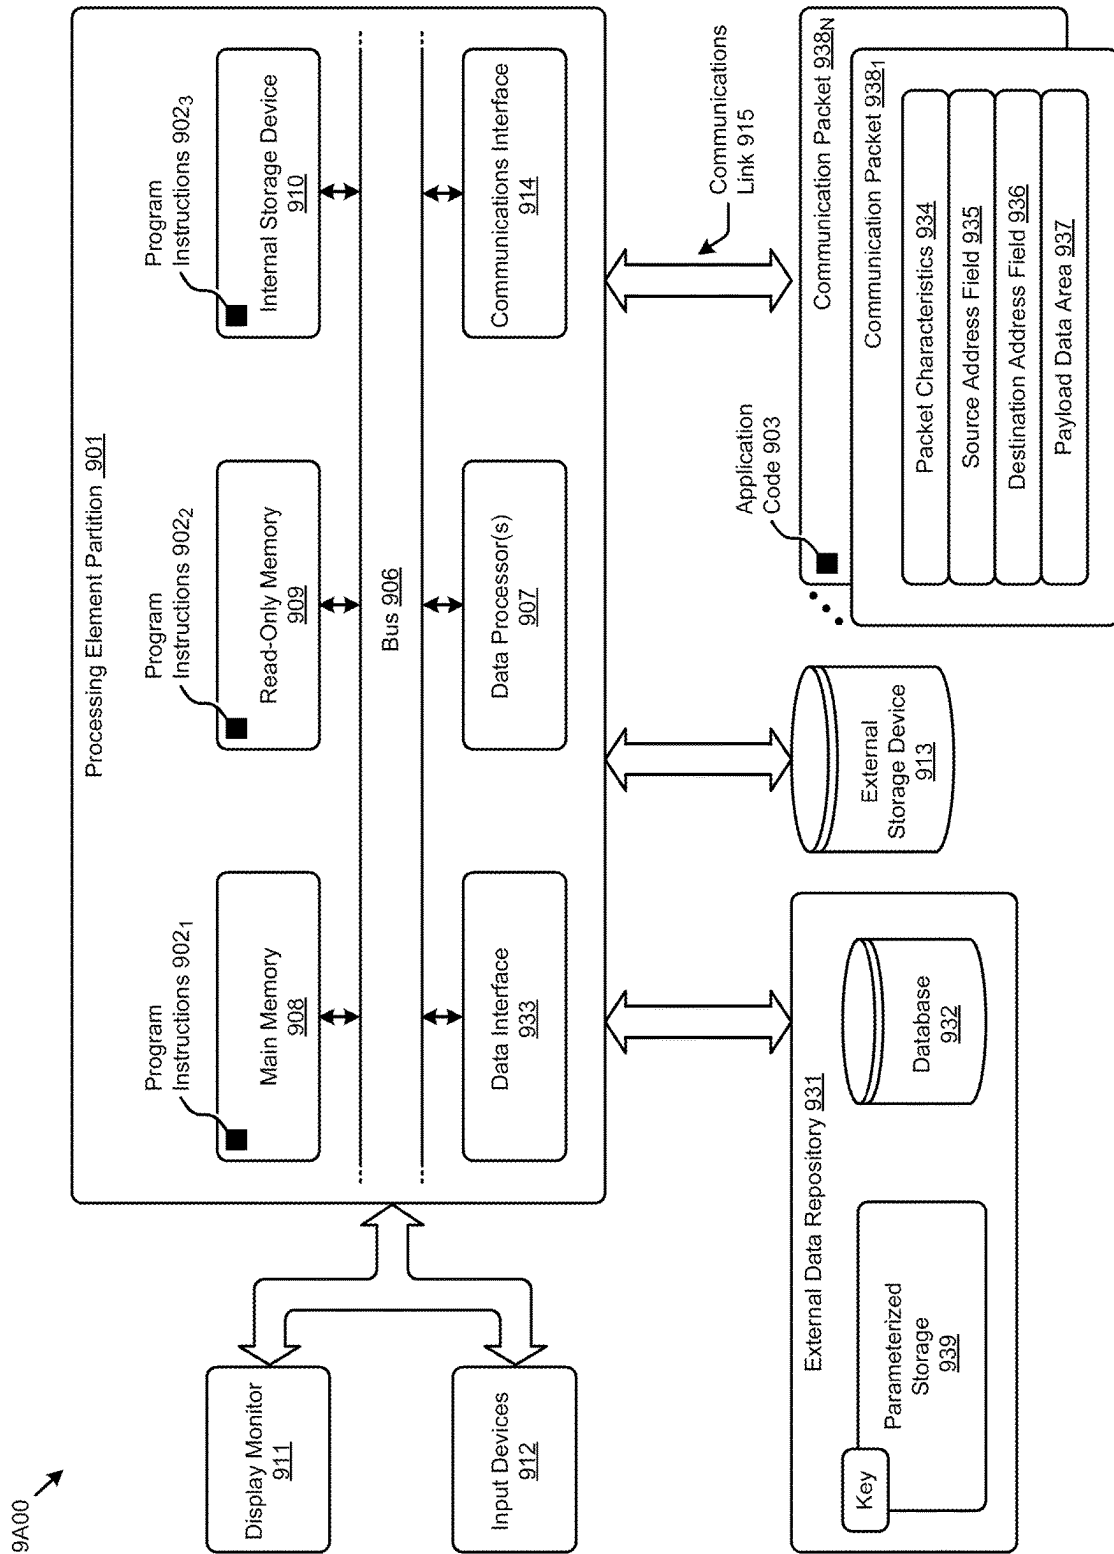 9A00
Processing Element Partition 901
Program
Instructions 902₁
Program
Instructions 902₂
Program
Instructions 902₃
Main Memory
908
Read-Only Memory
909
Internal Storage Device
910
Bus 906
Data Interface
933
Data Processor(s)
907
Communications Interface
914
Display Monitor
911
Input Devices
912
Communications
Link 915
External Data Repository 931
Key
Parameterized
Storage
939
Database
932
External
Storage Device
913
Application
Code 903
Communication Packet 938N
Communication Packet 938₁
Packet Characteristics 934
Source Address Field 935
Destination Address Field 936
Payload Data Area 937